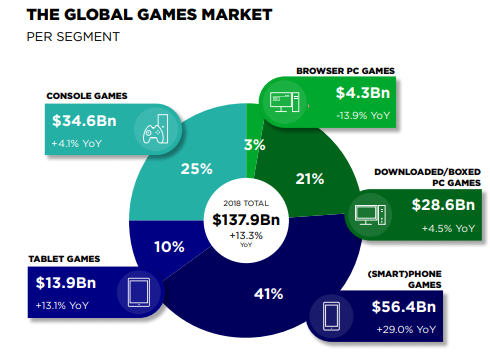 THE GLOBAL GAMES MARKET
PER SEGMENT
BROWSER PC GAMES
$4.3Bn
-13.9% YoY
CONSOLE GAMES
$34.6Bn
+4.1% YoY
3%
25%
21%
DOWNLOADED/BOXED
PC GAMES
$28.6Bn
+4.5% YoY
2018 TOTAL
$137.9Bn
+13.3%
YoY
TABLET GAMES
$13.9Bn
+13.1% YoY
10%
41%
(SMART)PHONE
GAMES
$56.4Bn
+29.0% YoY